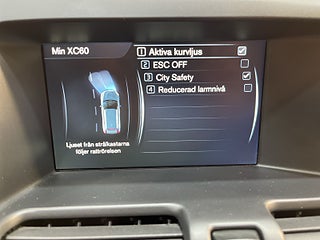 Min XC60
1 Aktiva kurvljus
2 ESC OFF
3 City Safety
4 Reducerad larmnivå
Ljuset från strålkastarna
följer rattrörelsen